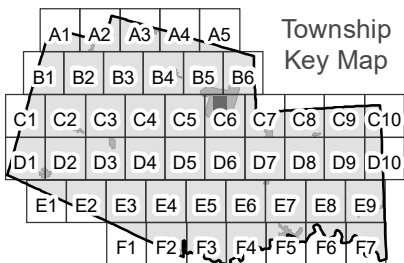 Township
Key Map
A1 A2 A3 A4 A5
B1 B2 B3 B4 B5 B6
C1 C2 C3 C4 C5 C6 C7 C8 C9 C10
D1 D2 D3 D4 D5 D6 D7 D8 D9 D10
E1 E2 E3 E4 E5 E6 E7 E8 E9
F1 F2 F3 F4 F5 F6 F7